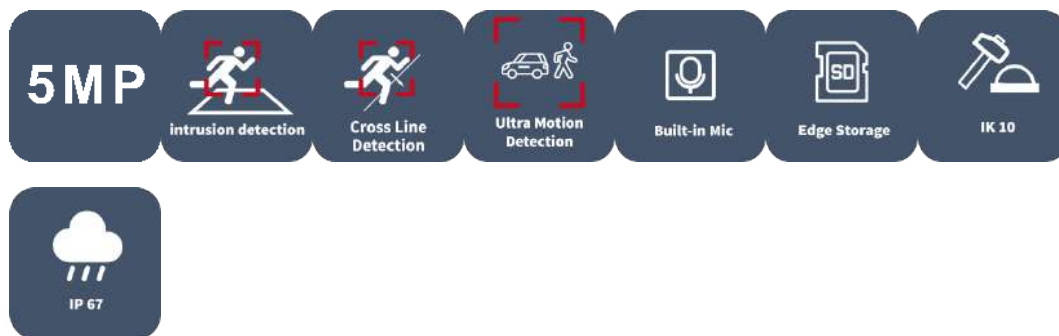 5MP
intrusion detection
Cross Line
Detection
Ultra Motion
Detection
Built-in Mic
SD
Edge Storage
IK 10
IP 67